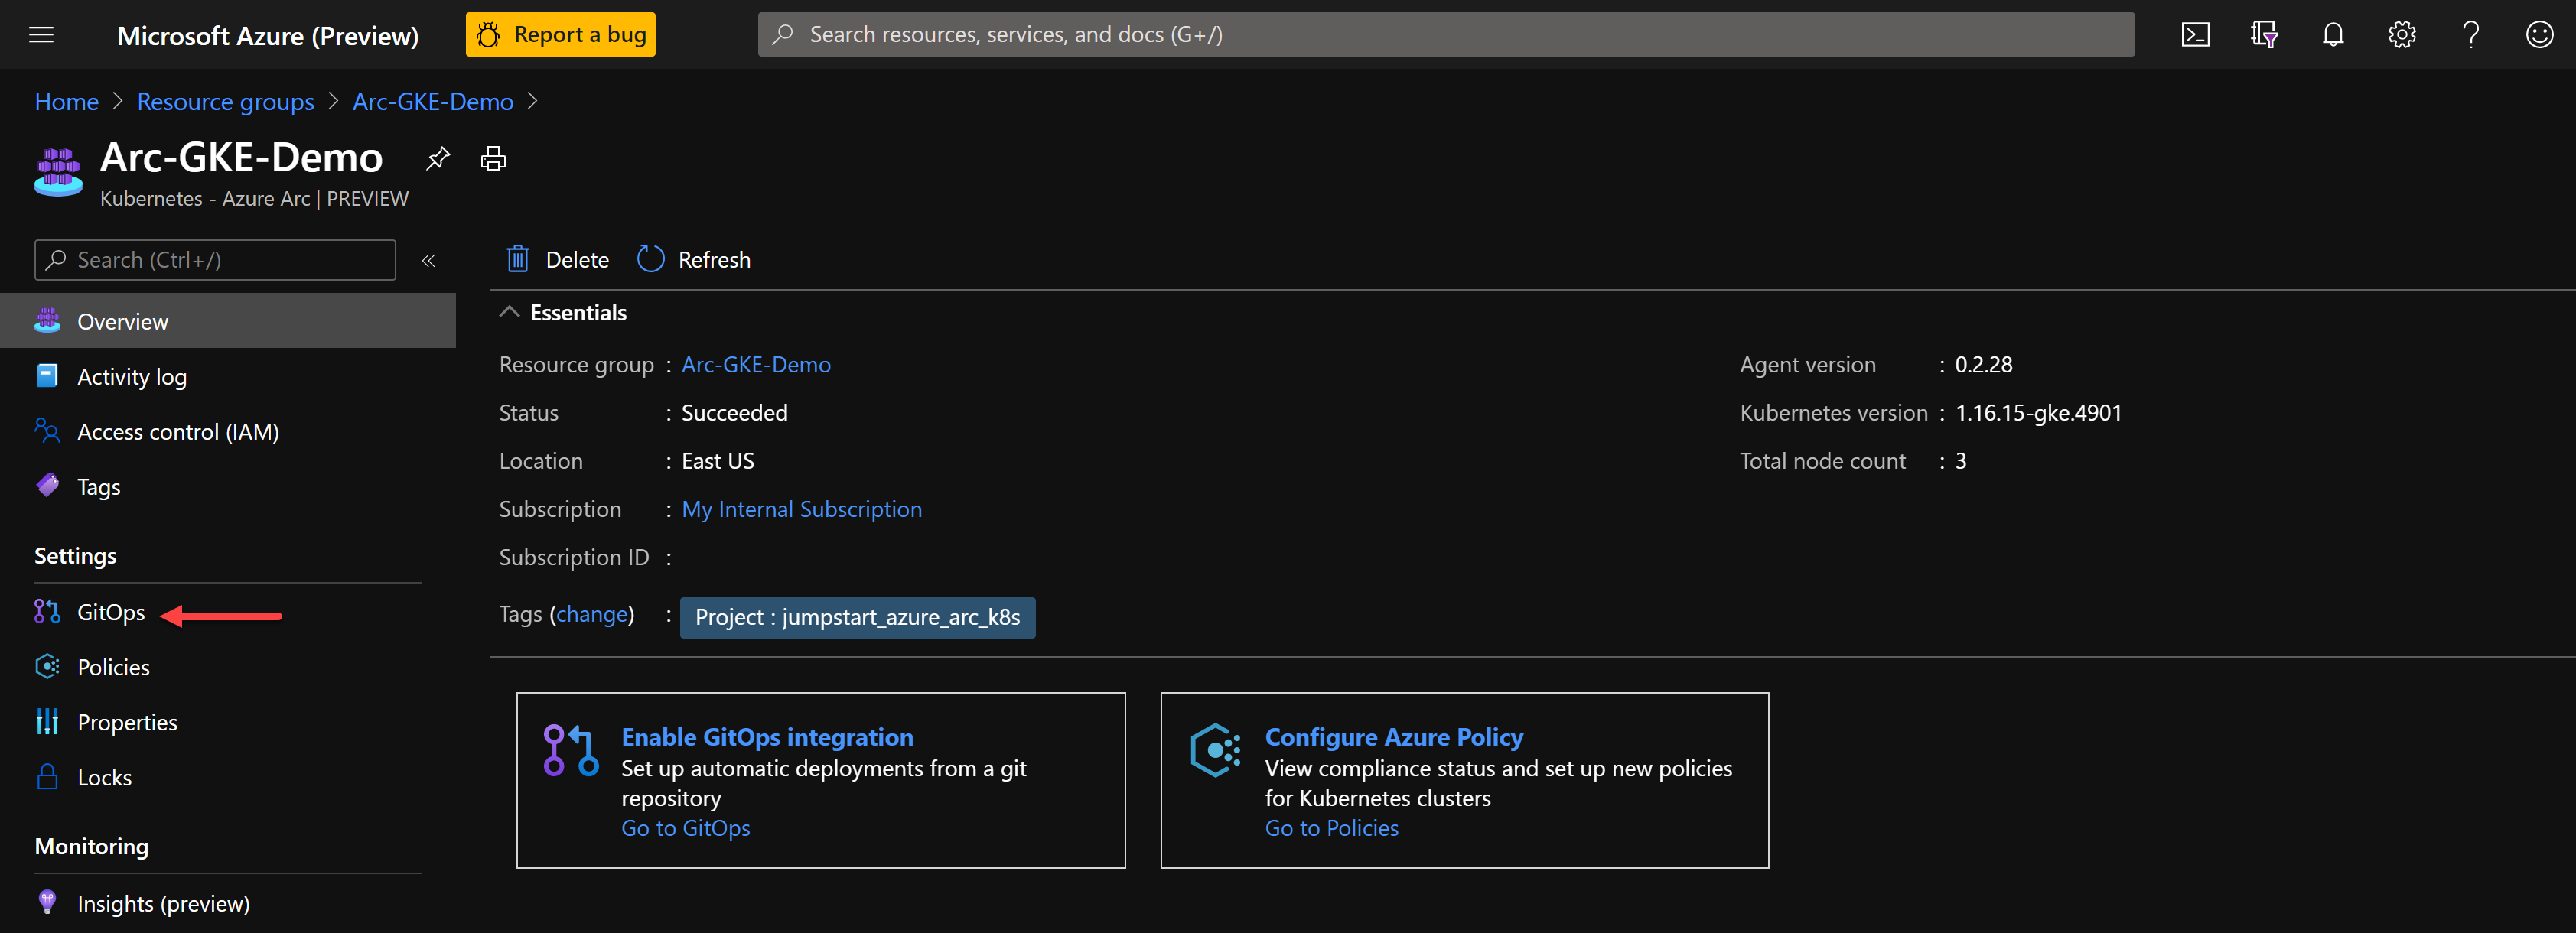 Microsoft Azure (Preview)
Report a bug
Search resources, services, and docs (G+/)
Home > Resource groups > Arc-GKE-Demo >
Arc-GKE-Demo
Kubernetes - Azure Arc | PREVIEW
Search (Ctrl+/)
«
Overview
Activity log
Access control (IAM)
Tags
Settings
GitOps
Policies
Properties
Locks
Monitoring
Insights (preview)
Delete
Refresh
Essentials
Resource group : Arc-GKE-Demo
Status : Succeeded
Location : East US
Subscription : My Internal Subscription
Subscription ID :
Tags (change) : Project : jumpstart_azure_arc_k8s
Agent version : 0.2.28
Kubernetes version : 1.16.15-gke.4901
Total node count : 3
Enable GitOps integration
Set up automatic deployments from a git
repository
Go to GitOps
Configure Azure Policy
View compliance status and set up new policies
for Kubernetes clusters
Go to Policies